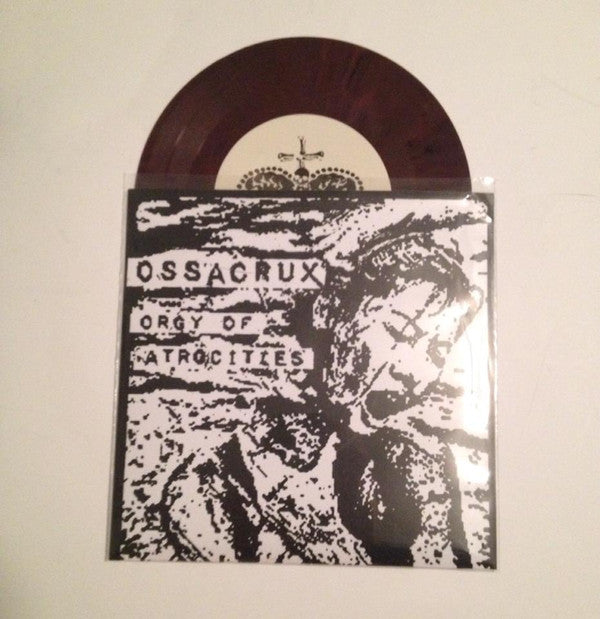 OSSACRUX
ORGY OF
ATROCITIES